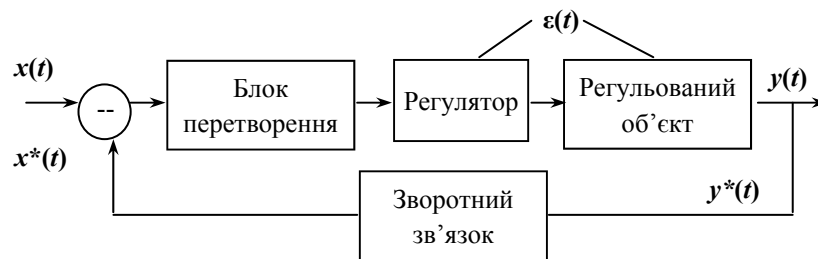 ε(t)
x(t)
--
Блок
перетворення
Регулятор
Регульований
об’єкт
y(t)
x*(t)
Зворотний
зв’язок
y*(t)